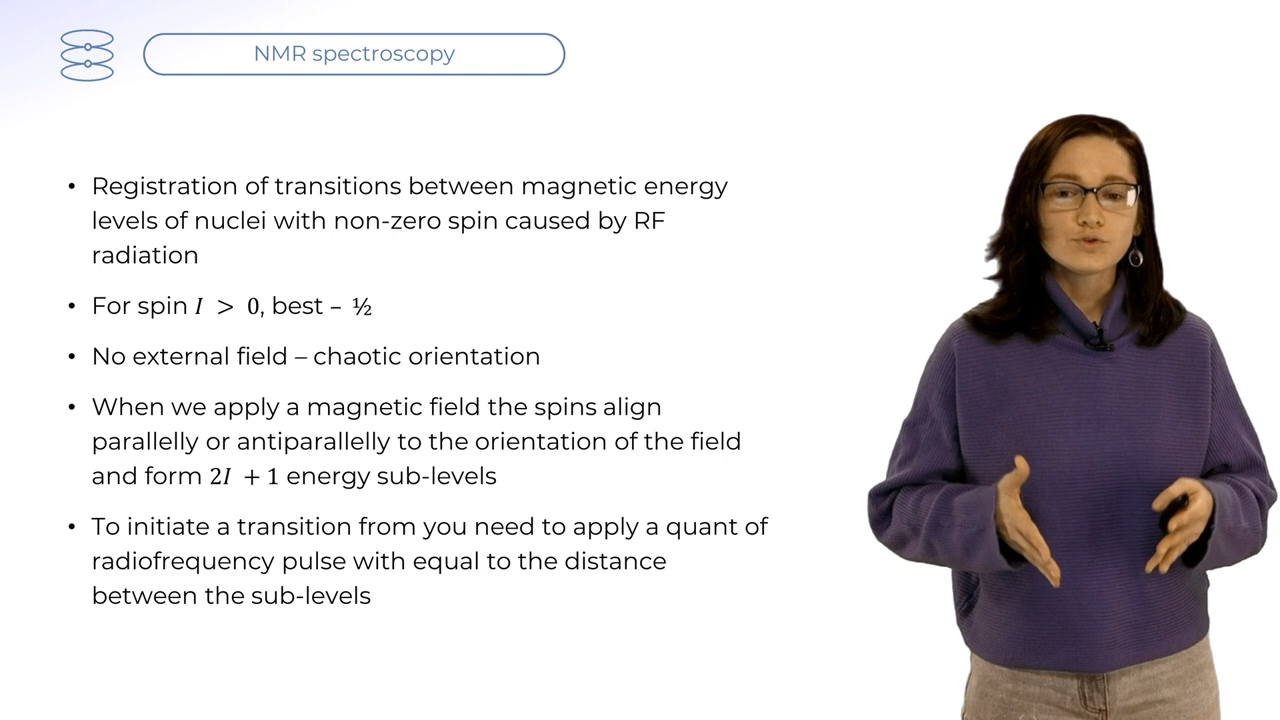 NMR spectroscopy
• Registration of transitions between magnetic energy
levels of nuclei with non-zero spin caused by RF
radiation
• For spin I > 0, best – ½
• No external field – chaotic orientation
• When we apply a magnetic field the spins align
parallelly or antiparallelly to the orientation of the field
and form 2I + 1 energy sub-levels
• To initiate a transition from you need to apply a quant of
radiofrequency pulse with equal to the distance
between the sub-levels